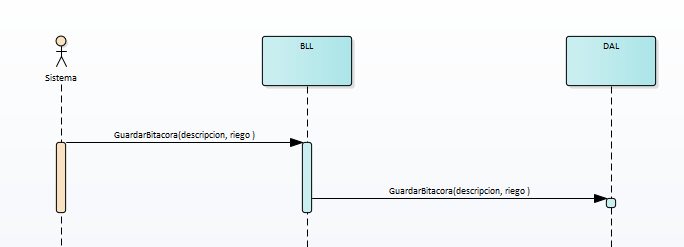 BLL
DAL
Sistema
GuardarBitacora(descripcion, riego )
GuardarBitacora(descripcion, riego )